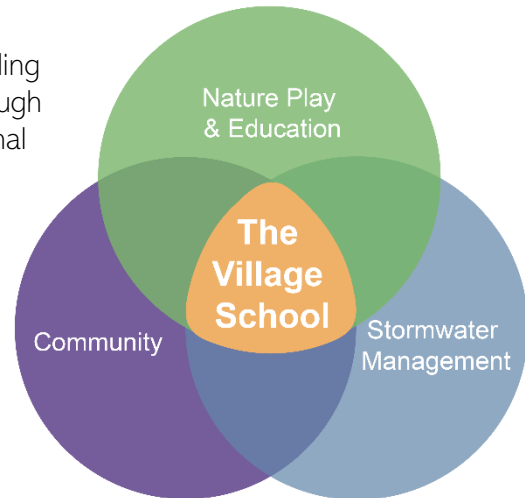 Nature Play
& Education
The
Village
School
Community
Stormwater
Management